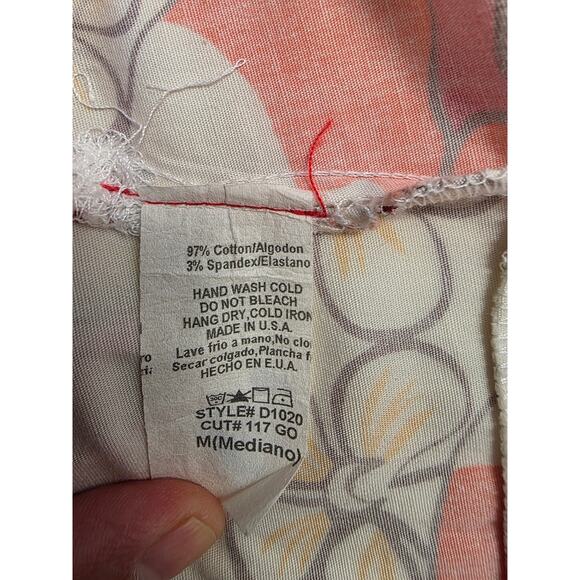 97% Cotton/Algodon
3% Spandex/Elastano
HAND WASH COLD
DO NOT BLEACH
HANG DRY,COLD IRON
MADE IN U.S.A.
Lave frio a mano,No clo
Secar colgado,Plancha f
HECHO EN E.U.A.
STYLE# D1020
CUT# 117 GO
M(Mediano)